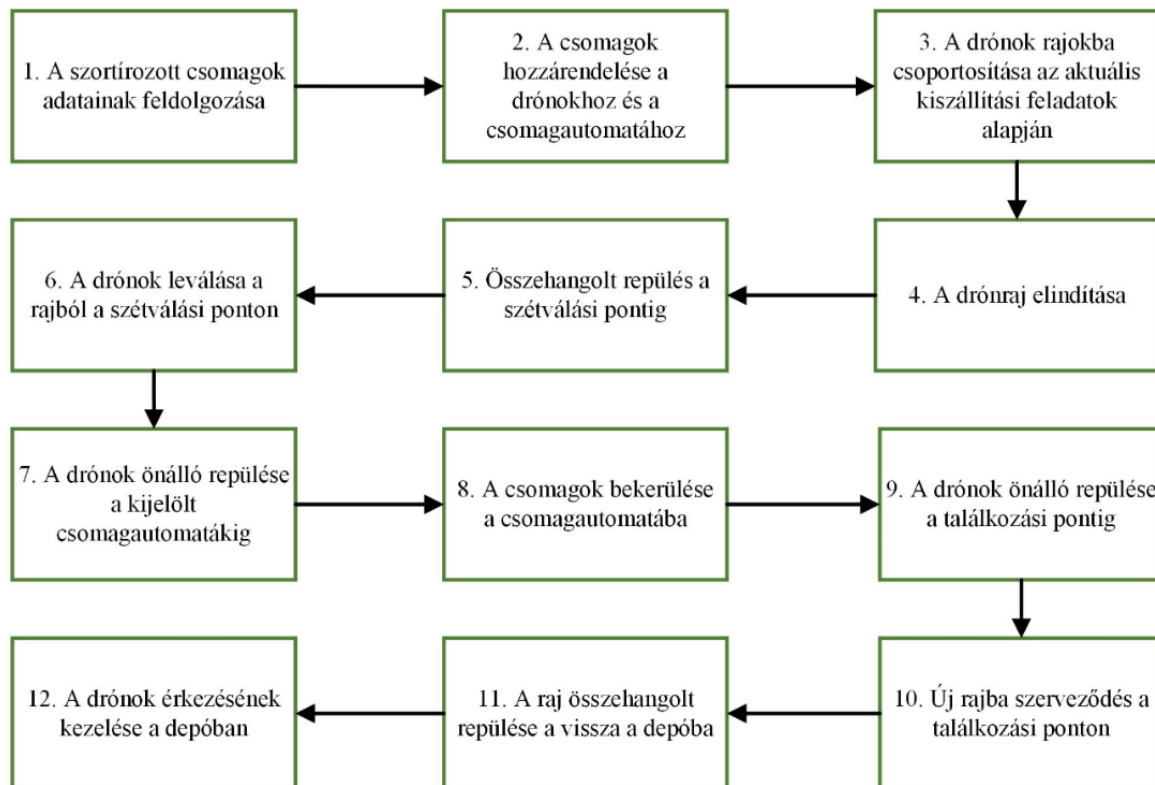 1. A szortírozott csomagok
adatainak feldolgozása
2. A csomagok
hozzárendelése a
drónokhoz és a
csomagautomatához
3. A drónok rajokba
csoportosítása az aktuális
kiszállítási feladatok
alapján
4. A drónraj elindítása
5. Összehangolt repülés a
szétválási pontig
6. A drónok leválása a
rajból a szétválási ponton
7. A drónok önálló repülése
a kijelölt
csomagautomatákig
8. A csomagok bekerülése
a csomagautomatába
9. A drónok önálló repülése
a találkozási pontig
10. Új rajba szerveződés a
találkozási ponton
11. A raj összehangolt
repülése a vissza a depóba
12. A drónok érkezésének
kezelése a depóban